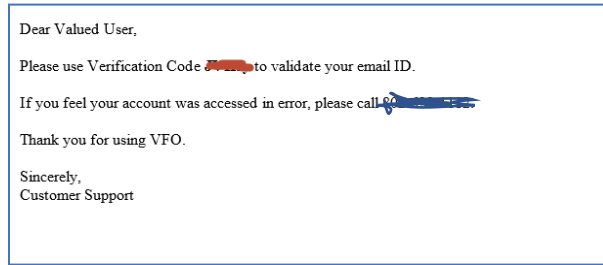 Dear Valued User,
Please use Verification Code to validate your email ID.
If you feel your account was accessed in error, please call
Thank you for using VFO.
Sincerely,
Customer Support